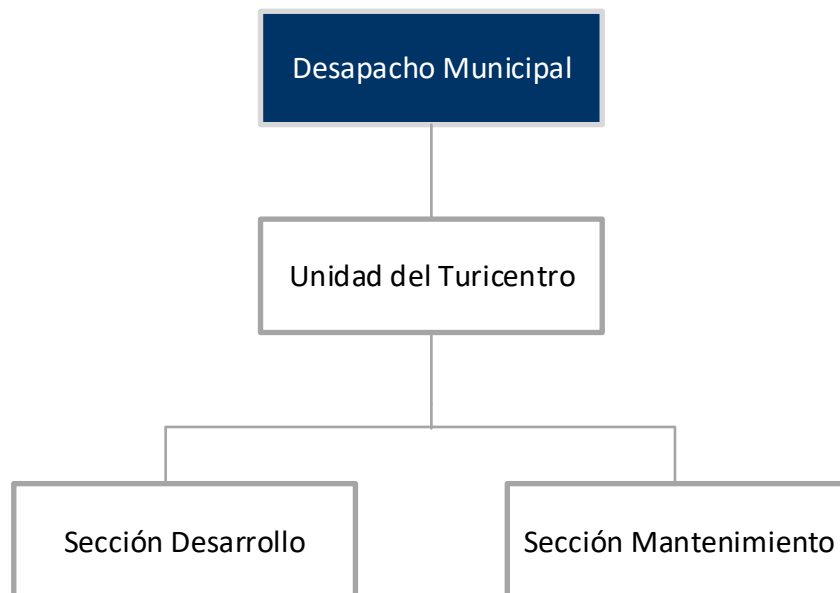 Desapacho Municipal
Unidad del Turicentro
Sección Desarrollo
Sección Mantenimiento